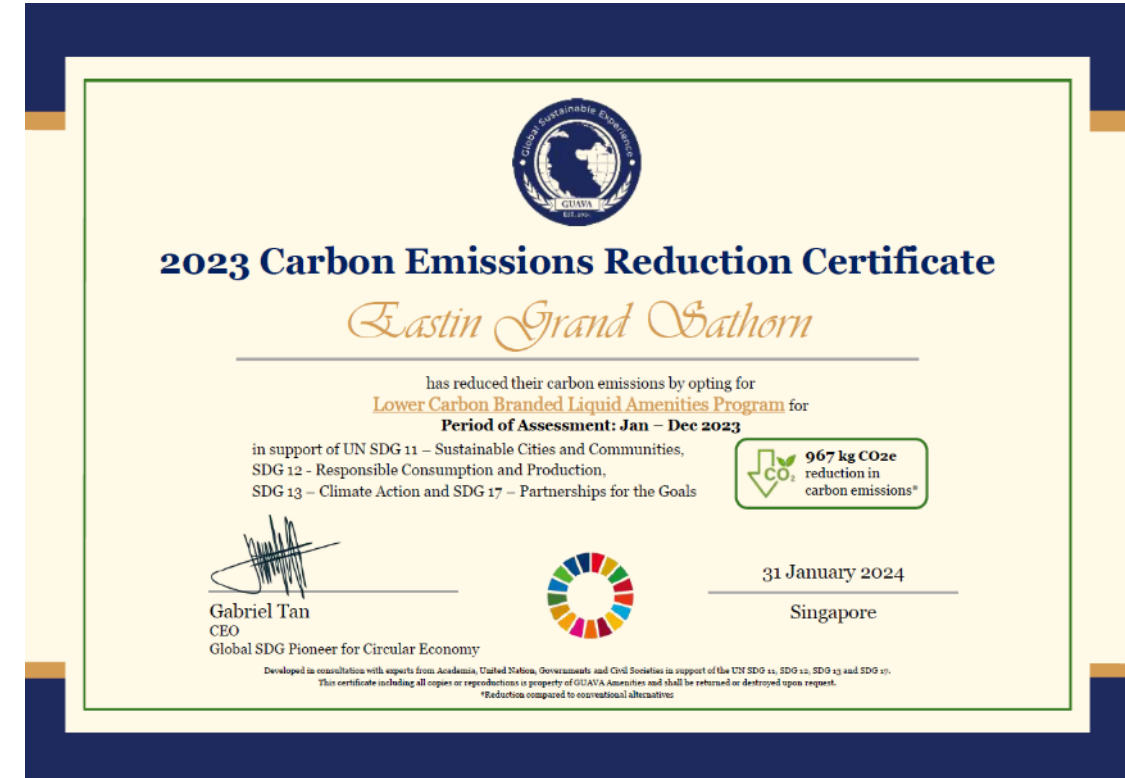 Global Sustainable Experience
GUAVA
2023 Carbon Emissions Reduction Certificate
Eastin Grand Sathorn
has reduced their carbon emissions by opting for
Lower Carbon Branded Liquid Amenities Program for
Period of Assessment: Jan – Dec 2023
in support of UN SDG 11 – Sustainable Cities and Communities,
SDG 12 - Responsible Consumption and Production,
SDG 13 – Climate Action and SDG 17 – Partnerships for the Goals
CO2
967 kg CO2e
reduction in
carbon emissions*
31 January 2024
Gabriel Tan
Singapore
CEO
Global SDG Pioneer for Circular Economy
Developed in consultation with experts from Academia, United Nation, Governments and Civil Societies in support of the UN SDG 11, SDG 12, SDG 13 and SDG 17.
This certificate including all copies or reproductions is property of GUAVA Amenities and shall be returned or destroyed upon request.
*Reduction compared to conventional alternatives